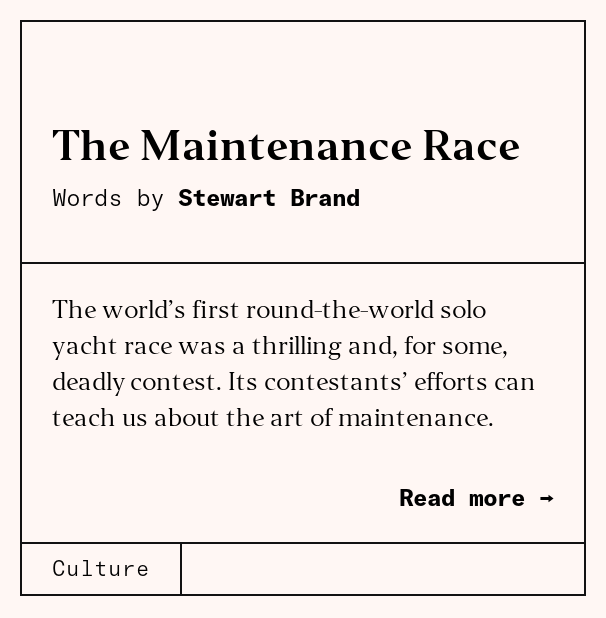 The Maintenance Race
Words by Stewart Brand
The world’s first round-the-world solo
yacht race was a thrilling and, for some,
deadly contest. Its contestants’ efforts can
teach us about the art of maintenance.
Read more →
Culture